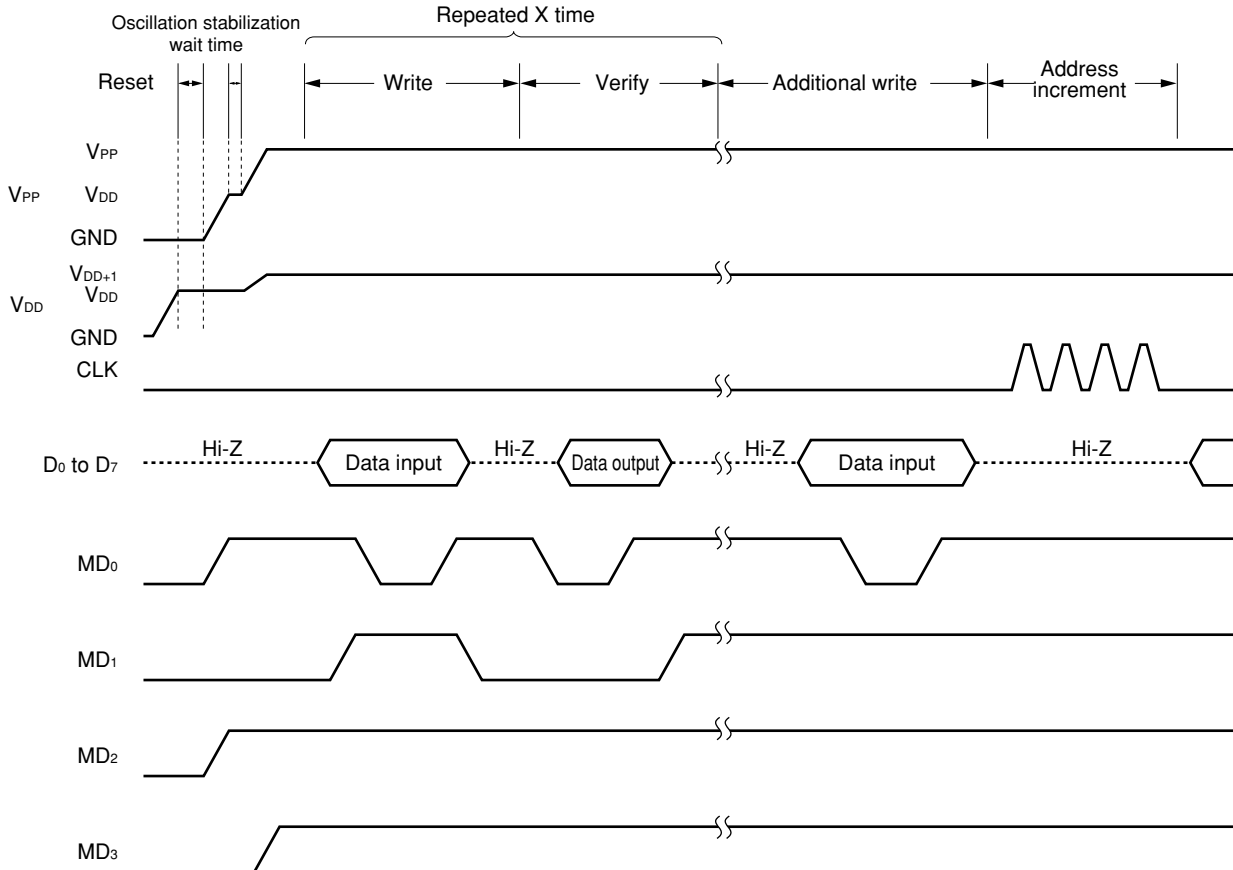 Repeated X time
Oscillation stabilization
wait time
Reset
Write
Verify
Additional write
Address
increment
VPP
VPP
VDD
GND
VDD
VDD+1
VDD
GND
CLK
D0 to D7
Hi-Z
Data input
Hi-Z
Data output
Hi-Z
Data input
Hi-Z
MD0
MD1
MD2
MD3